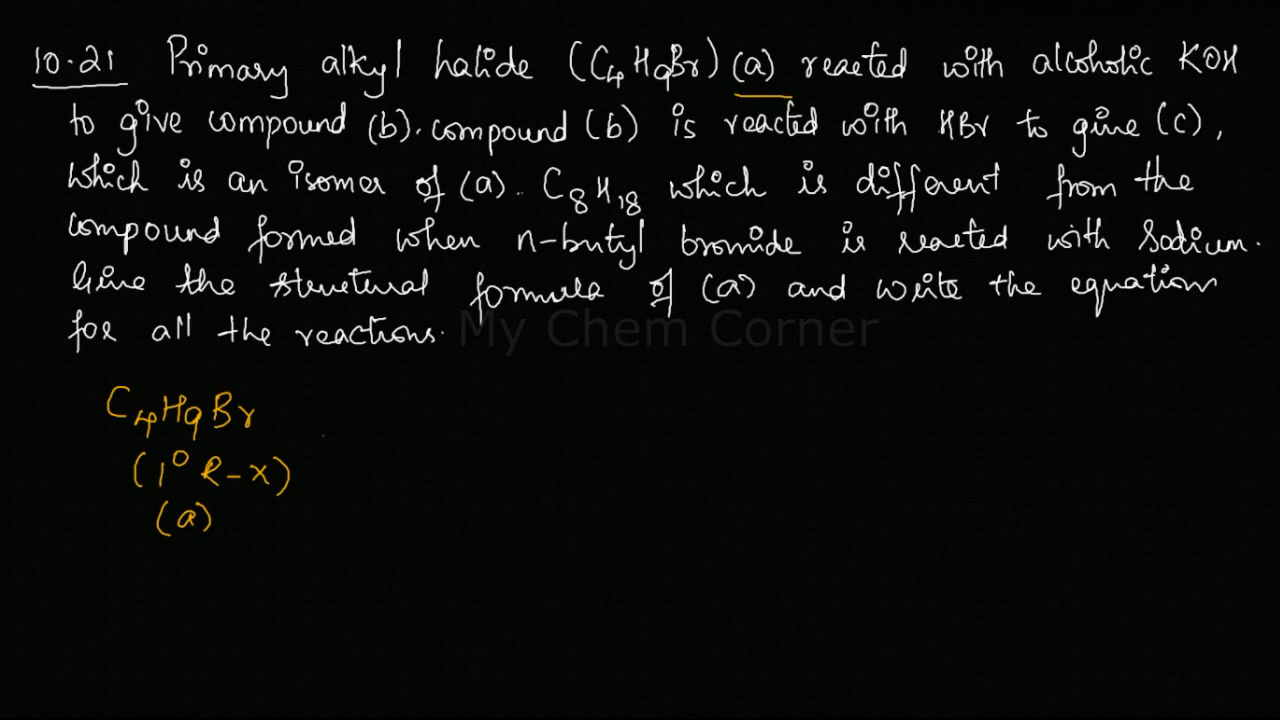 10.21 Primary alkyl halide (C4H9Br) (a) reacted with alcoholic KOH
to give compound (b). compound (b) is reacted with HBr to give (c),
which is an isomer of (a). C8H18 which is different from the
compound formed when n-butyl bromide is reacted with Sodium.
Give the structural formula of (a) and write the equations
for all the reactions.
My Chem Corner
C4H9Br
(1° R-X)
(a)